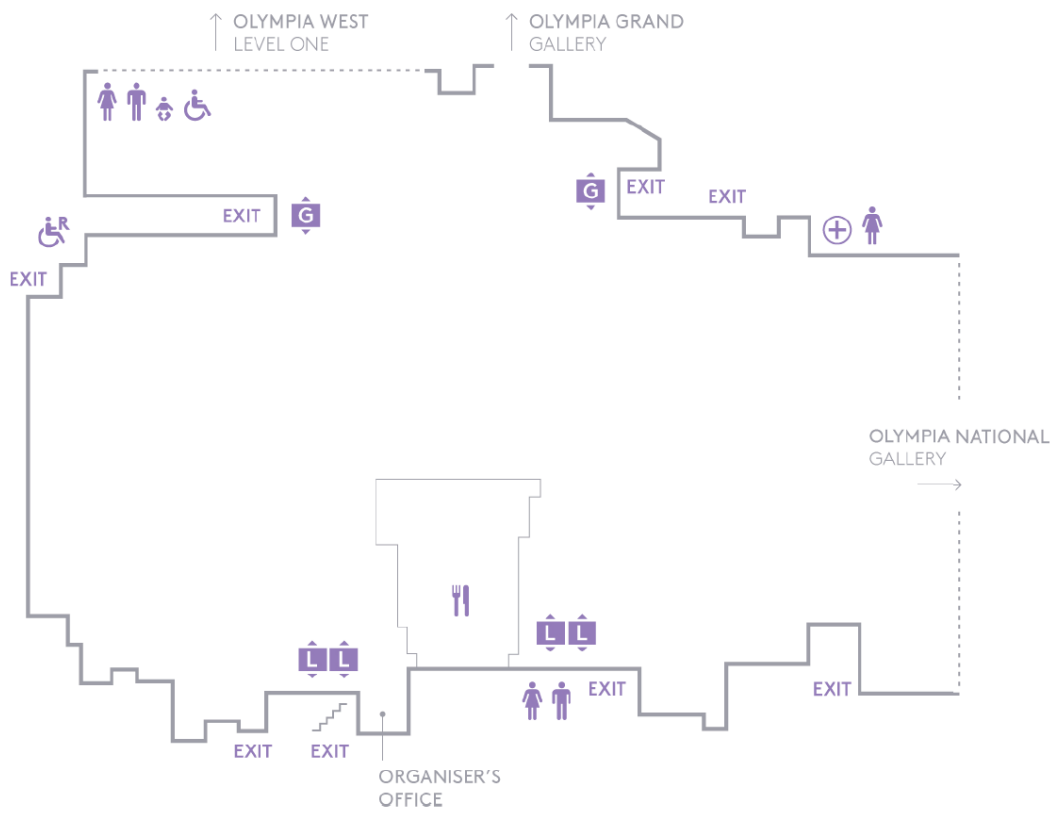 OLYMPIA WEST
LEVEL ONE
OLYMPIA GRAND
GALLERY
EXIT
G
G
EXIT
EXIT
R
EXIT
OLYMPIA NATIONAL
GALLERY
L L
L L
EXIT
EXIT
EXIT
EXIT
ORGANISER'S
OFFICE